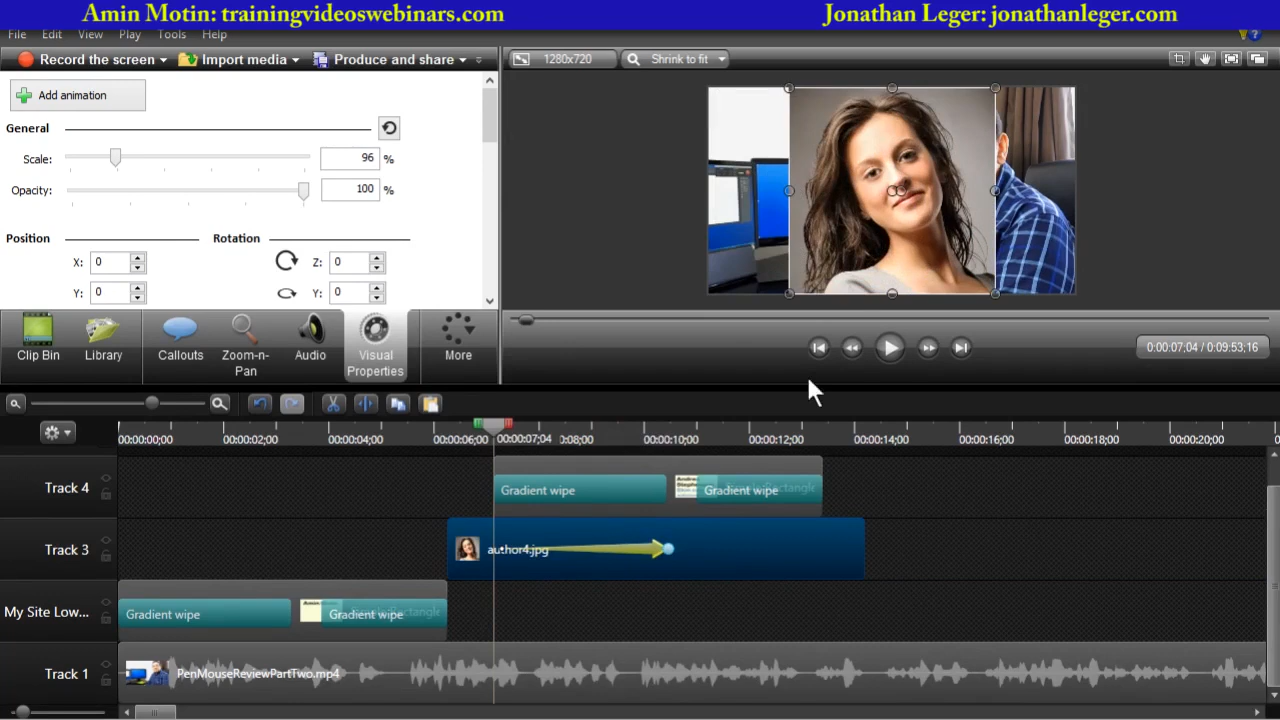 Amin Motin: trainingvideoswebinars.com
Jonathan Leger: jonathanleger.com
File Edit View Play Tools Help
Record the screen Import media Produce and share
1280x720 Shrink to fit
Add animation
General
Scale: 96 %
Opacity: 100 %
Position Rotation
X: 0 Z: 0
Y: 0 Y: 0
Clip Bin Library Callouts Zoom-n-Pan Audio Visual Properties More
0:00:07;04 / 0:09:53;16
00:00:00;00 00:00:02;00 00:00:04;00 00:00:06;00 00:00:07;04 0:08;00 00:00:10;00 00:00:12;00 00:00:14;00 00:00:16;00 00:00:18;00 00:00:20;00
Track 4 Gradient wipe Gradient wipe
Track 3 author4.jpg
My Site Low... Gradient wipe Gradient wipe
Track 1 PenMouseReviewPartTwo.mp4